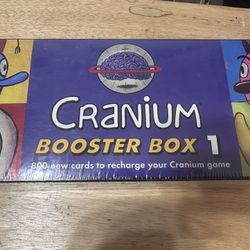 CRANIUM
BOOSTER BOX 1
800 new cards to recharge your Cranium game